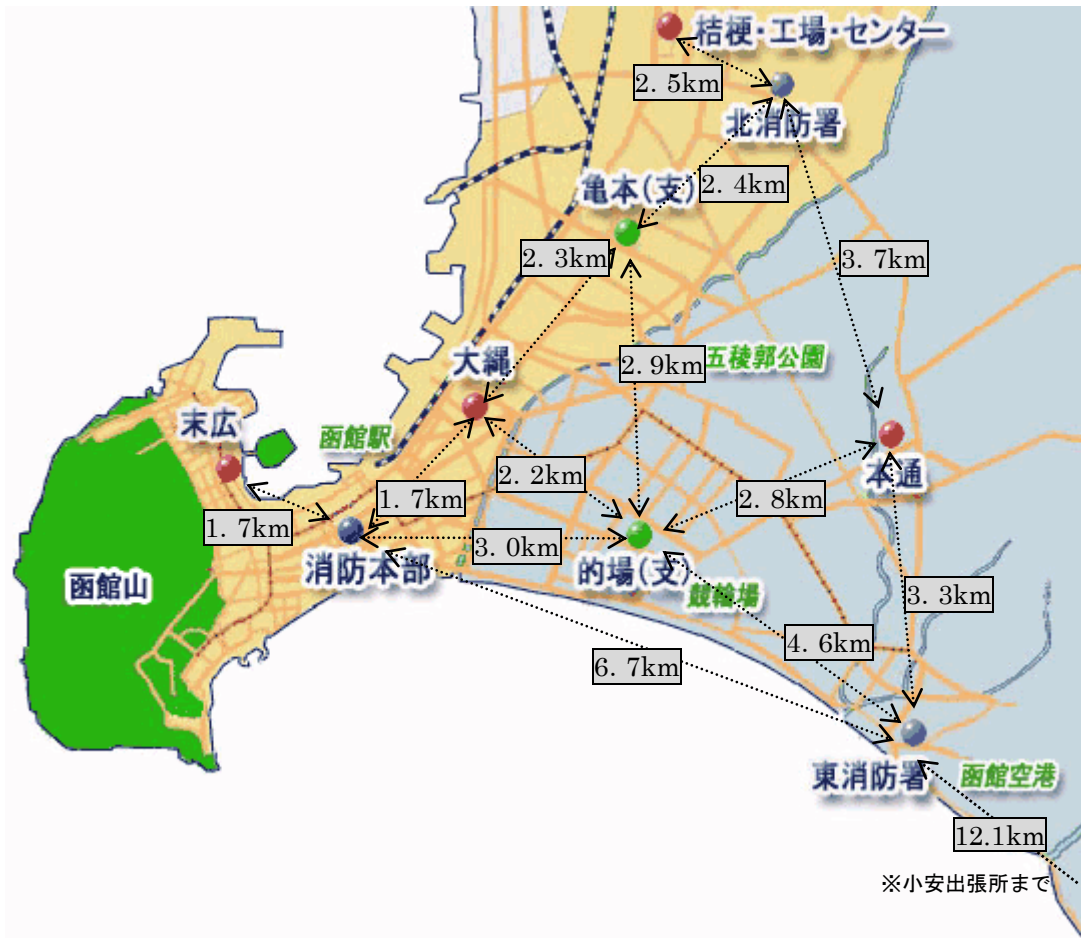 桔梗・工場・センター
2. 5km
北消防署
亀本(支)
2. 4km
2. 3km
3. 7km
大縄
2. 9km
五稜郭公園
末広
函館駅
本通
2. 2km
1. 7km
2. 8km
1. 7km
3. 0km
消防本部
的場(支)
函館山
競輪場
3. 3km
4. 6km
6. 7km
東消防署
函館空港
12.1km
※小安出張所まで